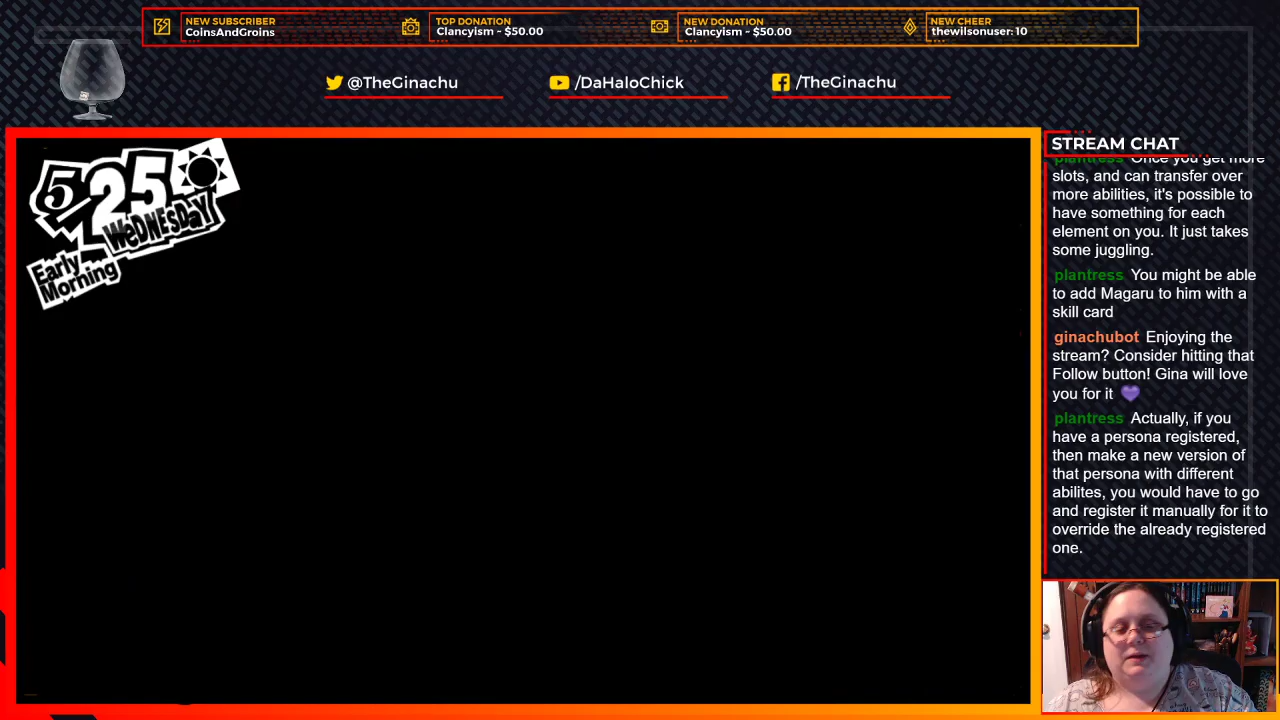 NEW SUBSCRIBER
CoinsAndGroins
TOP DONATION
Clancyism - $50.00
NEW DONATION
Clancyism - $50.00
NEW CHEER
thewilsonuser: 10
@TheGinachu
/DaHaloChick
/TheGinachu
5/25
WEDNESDAY
Early
Morning
STREAM CHAT
plantress Once you get more
slots, and can transfer over
more abilities, it's possible to
have something for each
element on you. It just takes
some juggling.
plantress You might be able
to add Magaru to him with a
skill card
ginachubot Enjoying the
stream? Consider hitting that
Follow button! Gina will love
you for it
plantress Actually, if you
have a persona registered,
then make a new version of
that persona with different
abilites, you would have to go
and register it manually for it to
override the already registered
one.